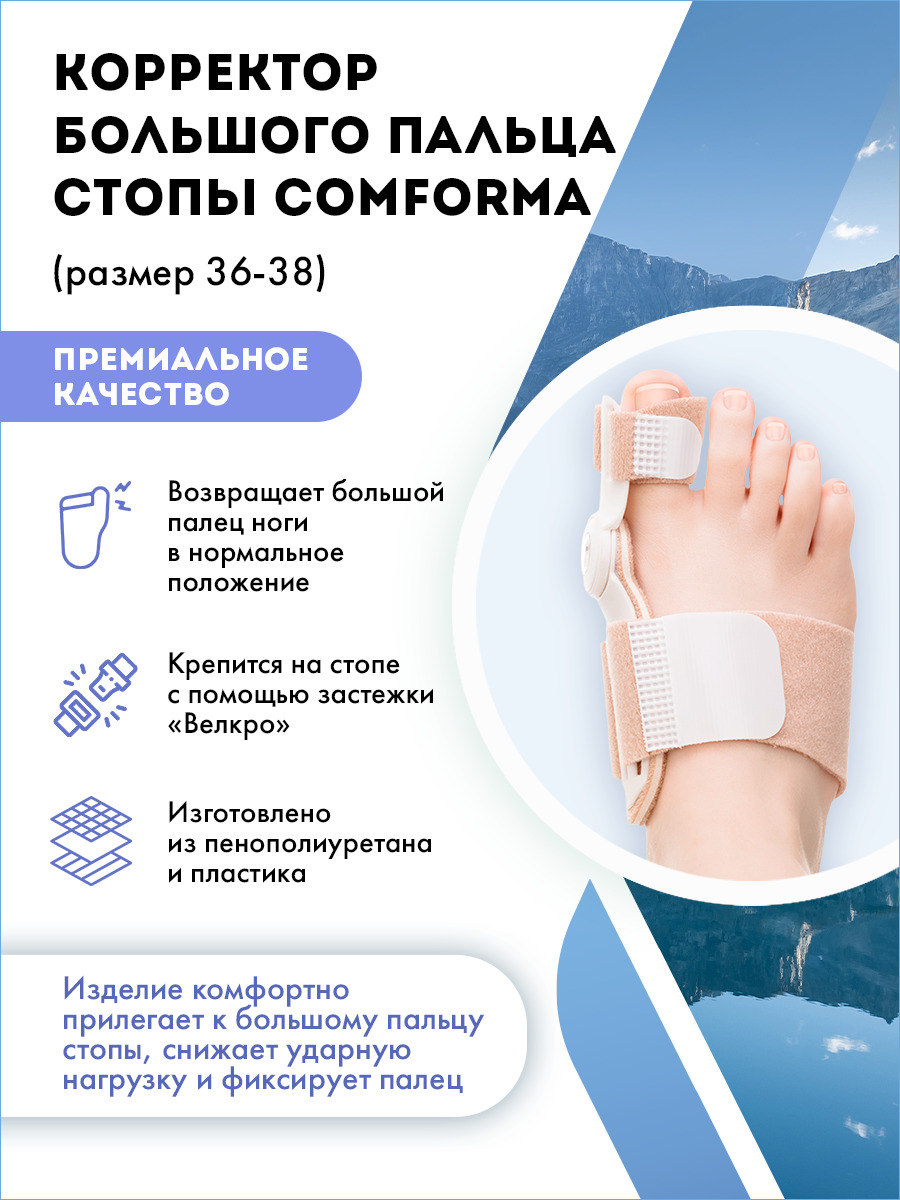 КОРРЕКТОР
БОЛЬШОГО ПАЛЬЦА
СТОПЫ COMFORMA
(размер 36-38)
ПРЕМИАЛЬНОЕ
КАЧЕСТВО
Возвращает большой
палец ноги
в нормальное
положение
Крепится на стопе
с помощью застежки
«Велкро»
Изготовлено
из пенополиуретана
и пластика
Изделие комфортно
прилегает к большому пальцу
стопы, снижает ударную
нагрузку и фиксирует палец